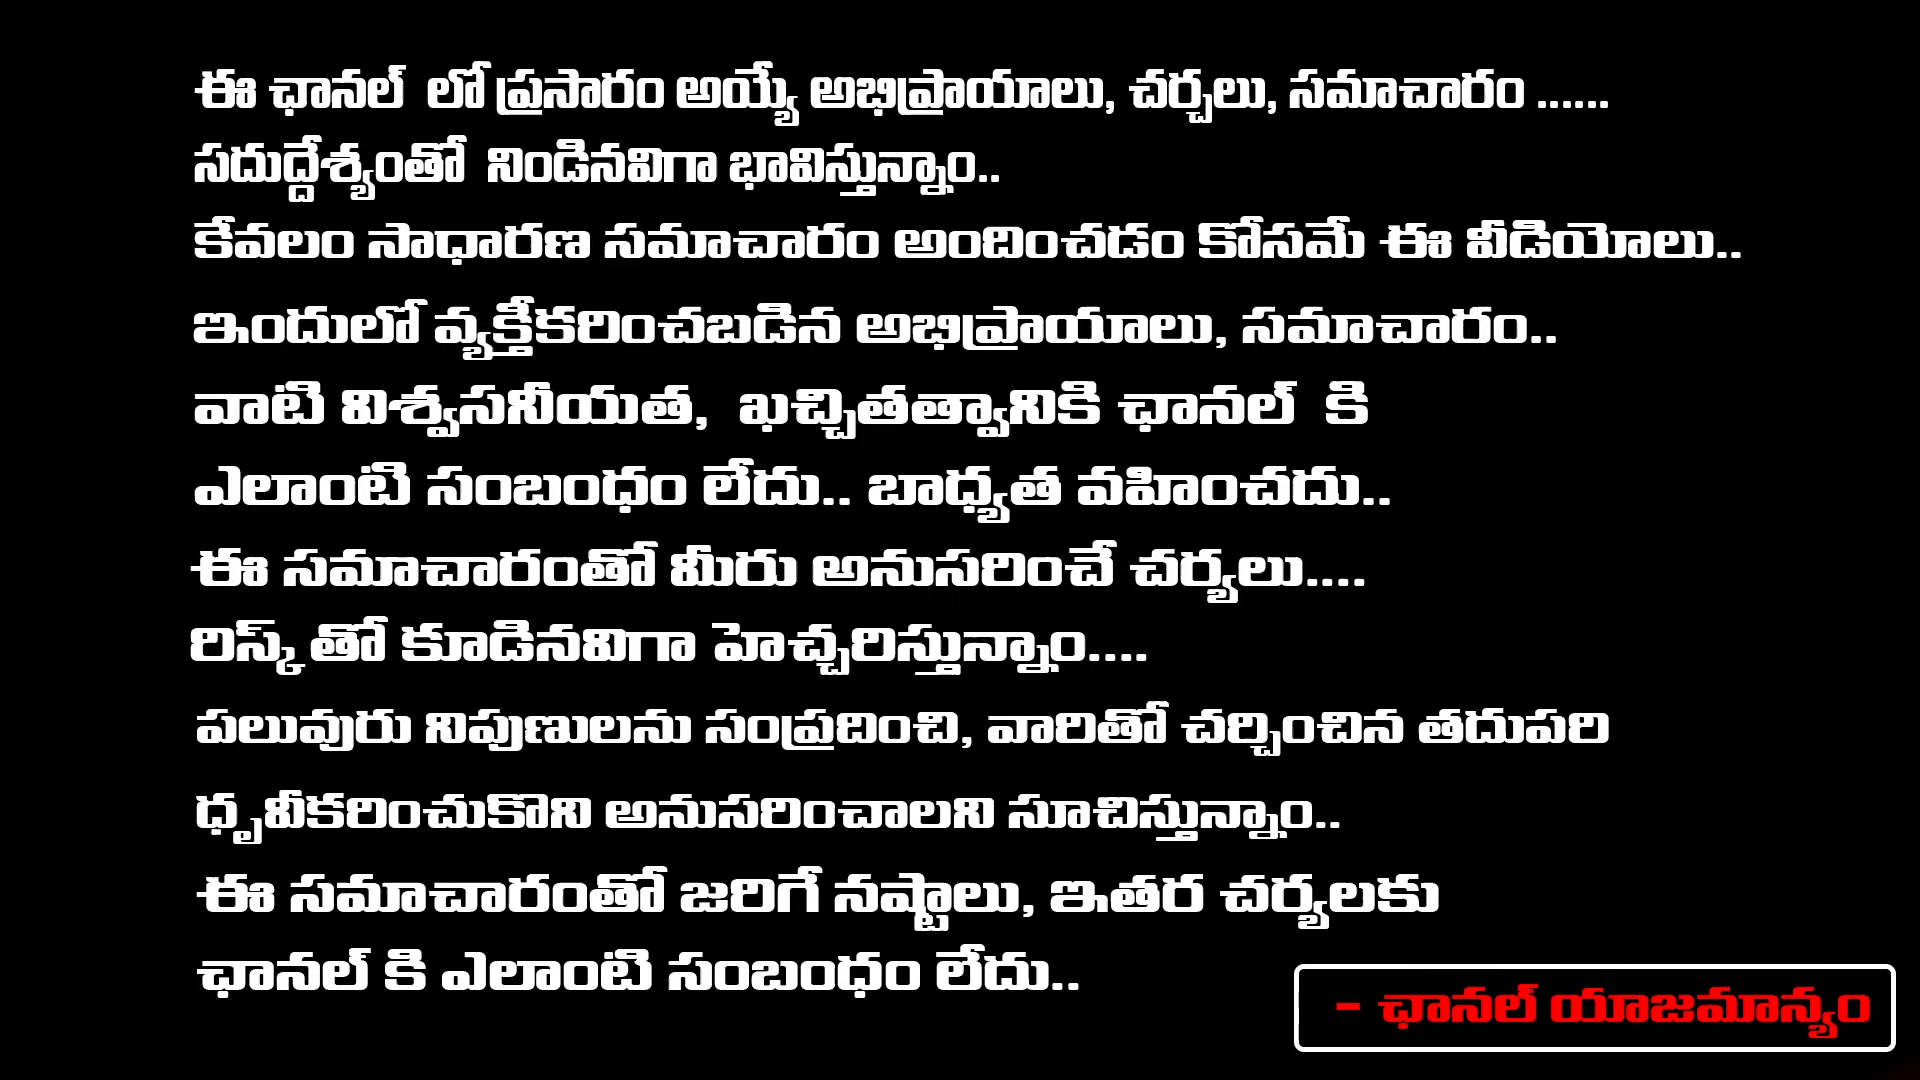 ఈ ఛానల్ లో ప్రసారం అయ్యే అభిప్రాయాలు, చర్చలు, సమాచారం ......
సదుద్దేశ్యంతో నిండినవిగా భావిస్తున్నాం..
కేవలం సాధారణ సమాచారం అందించడం కోసమే ఈ వీడియోలు..
ఇందులో వ్యక్తీకరించబడిన అభిప్రాయాలు, సమాచారం..
వాటి విశ్వసనీయత, ఖచ్చితత్వానికి ఛానల్ కి
ఎలాంటి సంబంధం లేదు.. బాధ్యత వహించదు..
ఈ సమాచారంతో మీరు అనుసరించే చర్యలు....
రిస్క్ తో కూడినవిగా హెచ్చరిస్తున్నాం....
పలువురు నిపుణులను సంప్రదించి, వారితో చర్చించిన తదుపరి
ధృవీకరించుకొని అనుసరించాలని సూచిస్తున్నాం..
ఈ సమాచారంతో జరిగే నష్టాలు, ఇతర చర్యలకు
ఛానల్ కి ఎలాంటి సంబంధం లేదు..
- ఛానల్ యాజమాన్యం